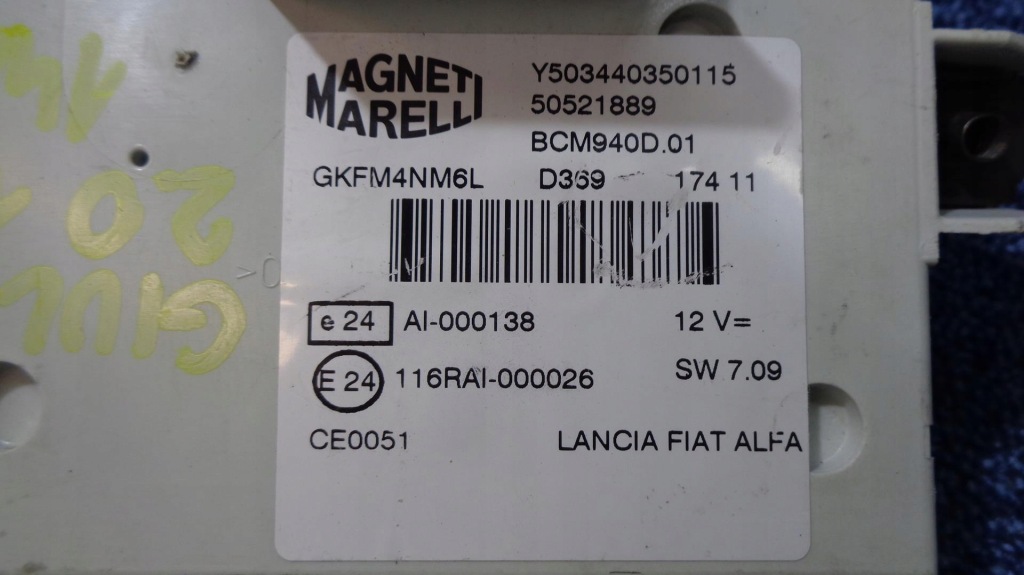 MAGNETI
MARELLI
Y503440350115
50521889
BCM940D.01
GKFM4NM6L D369 174 11
e 24 AI-000138 12 V=
E 24 116RAI-000026 SW 7.09
CE0051 LANCIA FIAT ALFA